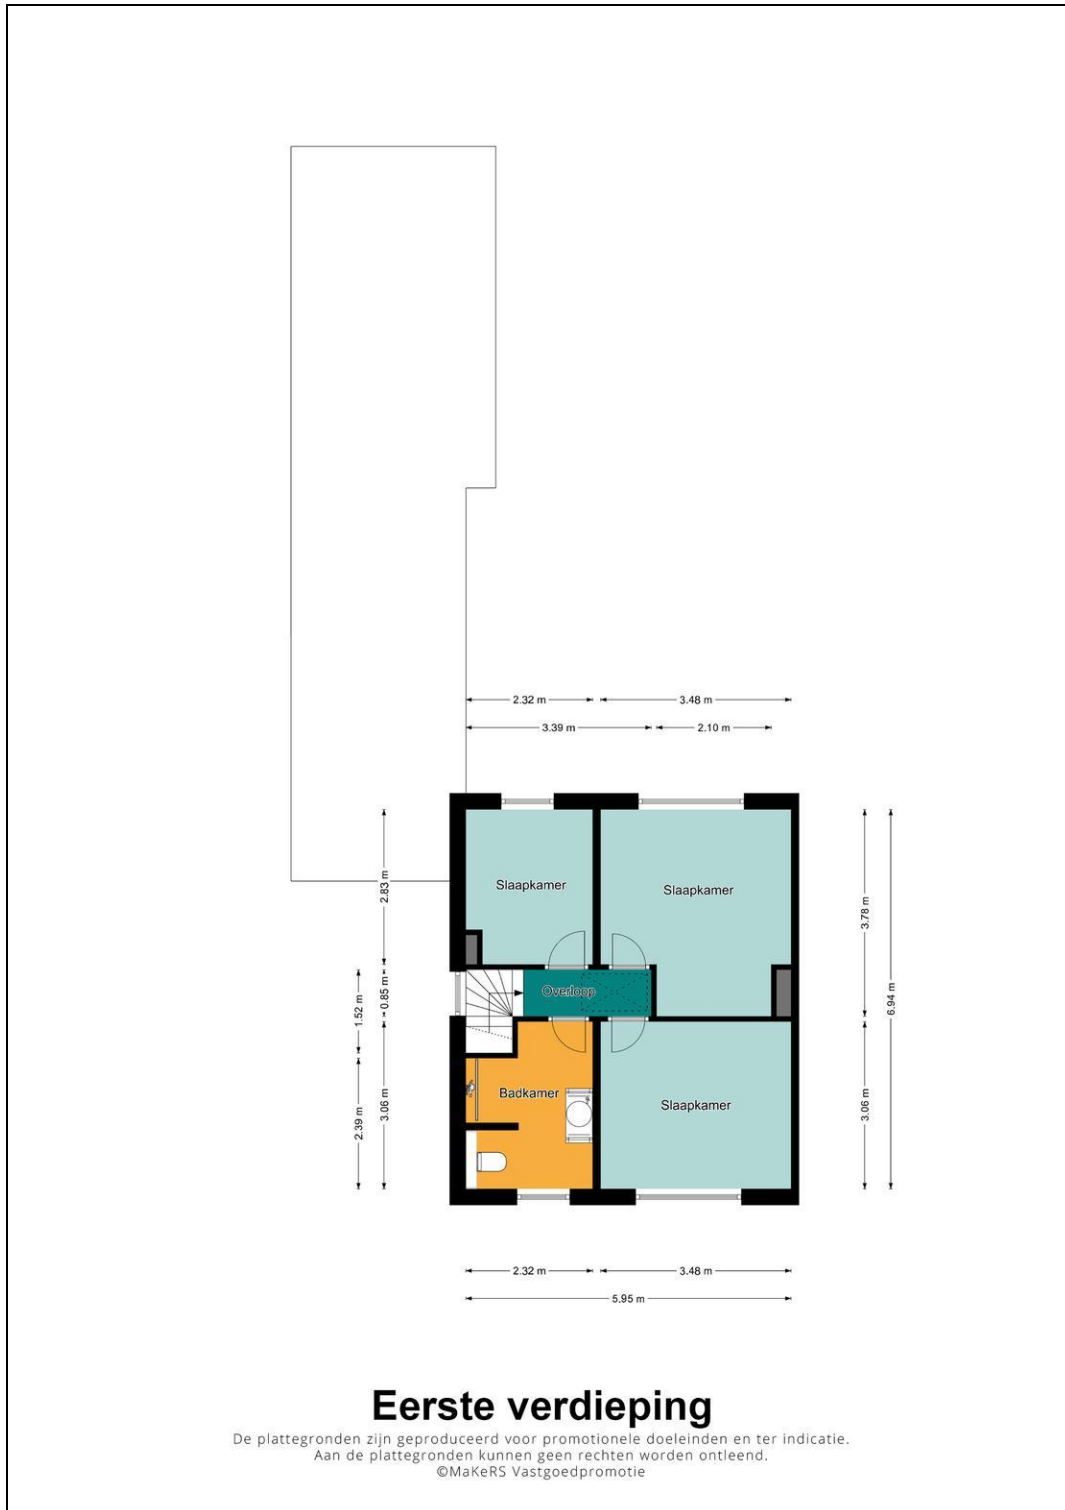 2.32 m
3.48 m
3.39 m
2.10 m
2.83 m
Slaapkamer
Slaapkamer
3.78 m
0.85 m
1.52 m
Overloop
6.94 m
Badkamer
Slaapkamer
3.06 m
2.39 m
3.06 m
2.32 m
3.48 m
5.95 m
Eerste verdieping
De plattegronden zijn geproduceerd voor promotionele doeleinden en ter indicatie.
Aan de plattegronden kunnen geen rechten worden ontleend.
©MaKeRS Vastgoedpromotie